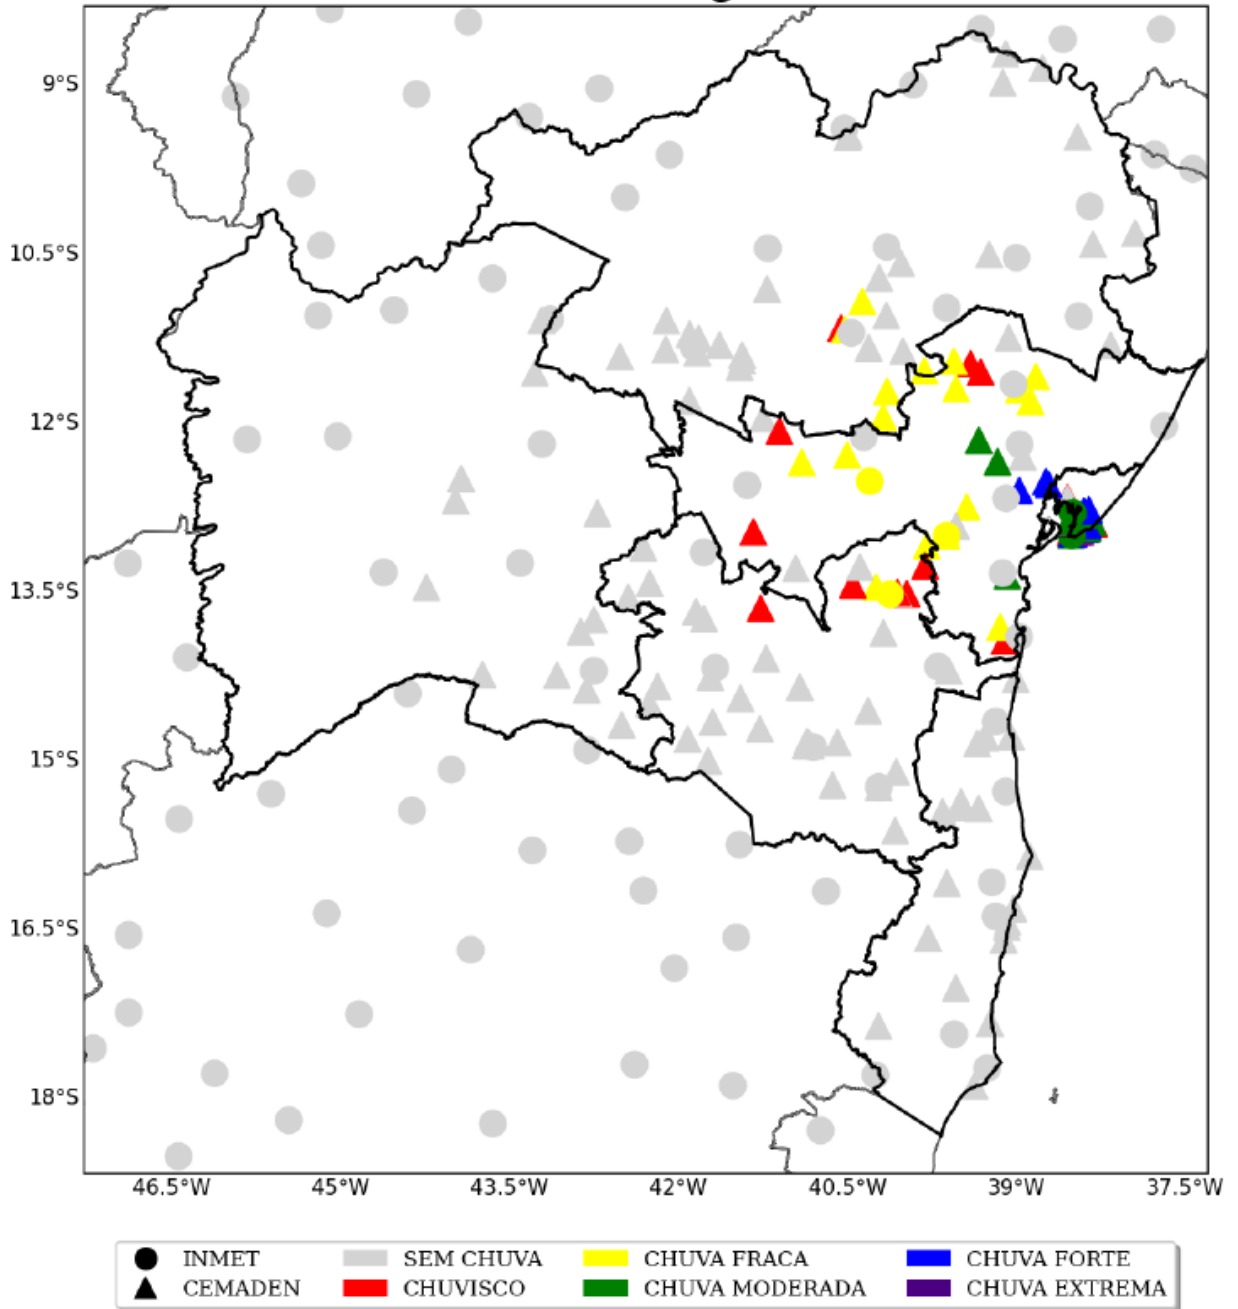 9°S
10.5°S
12°S
13.5°S
15°S
16.5°S
18°S
46.5°W 45°W 43.5°W 42°W 40.5°W 39°W 37.5°W
INMET SEM CHUVA CHUVA FRACA CHUVA FORTE
CEMADEN CHUVISCO CHUVA MODERADA CHUVA EXTREMA